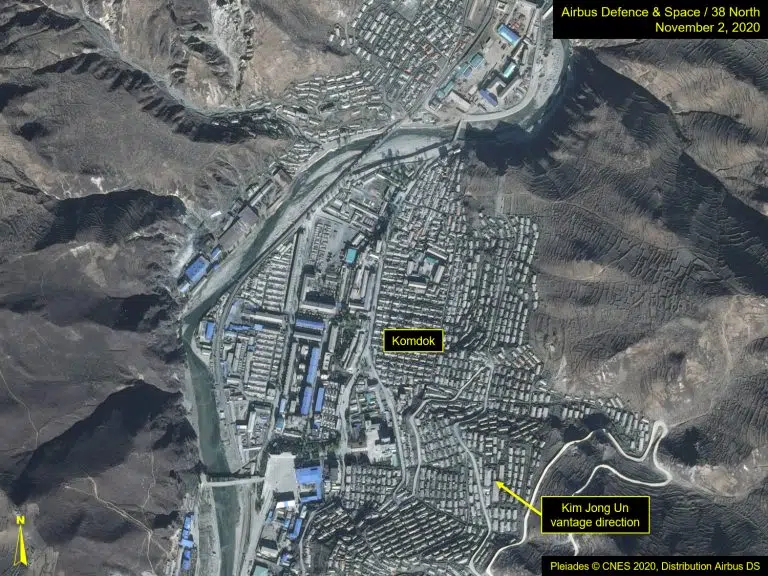 Airbus Defence & Space / 38 North
November 2, 2020
Komdok
Kim Jong Un
vantage direction
N
Pleiades © CNES 2020, Distribution Airbus DS